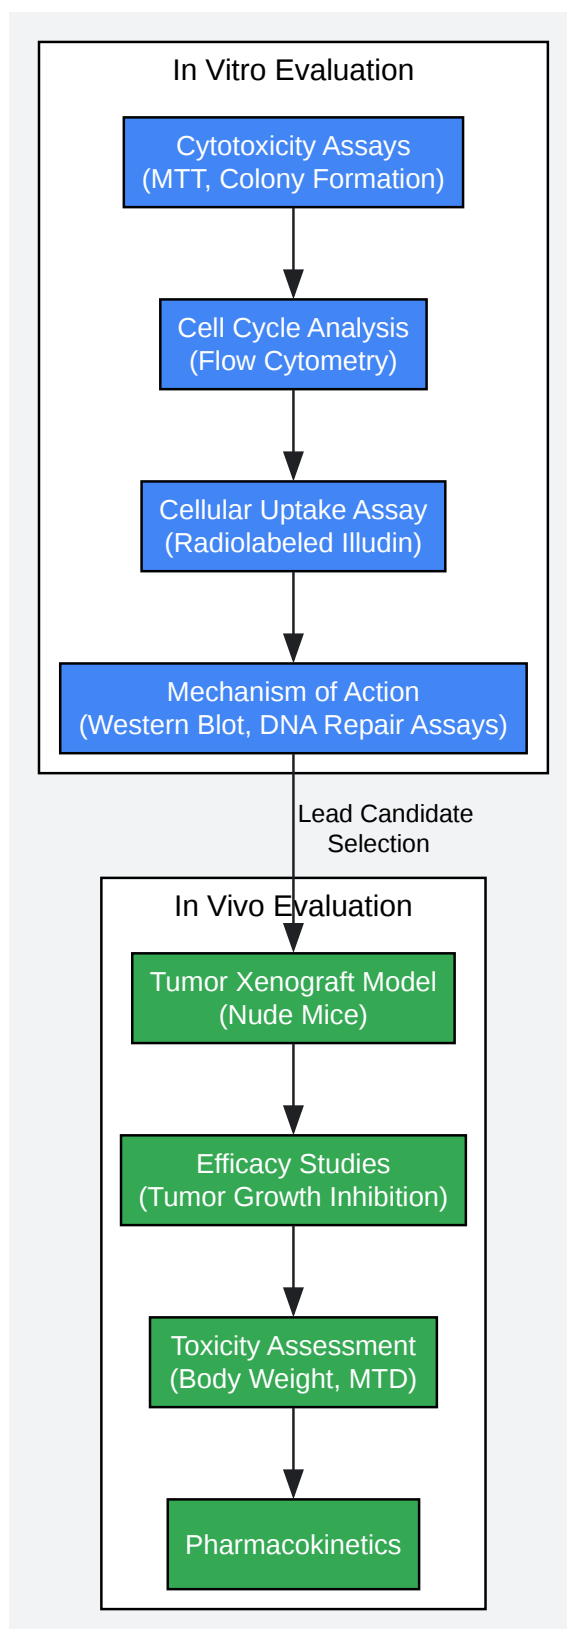 In Vitro Evaluation
Cytotoxicity Assays
(MTT, Colony Formation)
Cell Cycle Analysis
(Flow Cytometry)
Cellular Uptake Assay
(Radiolabeled Illudin)
Mechanism of Action
(Western Blot, DNA Repair Assays)
Lead Candidate
Selection
In Vivo Evaluation
Tumor Xenograft Model
(Nude Mice)
Efficacy Studies
(Tumor Growth Inhibition)
Toxicity Assessment
(Body Weight, MTD)
Pharmacokinetics